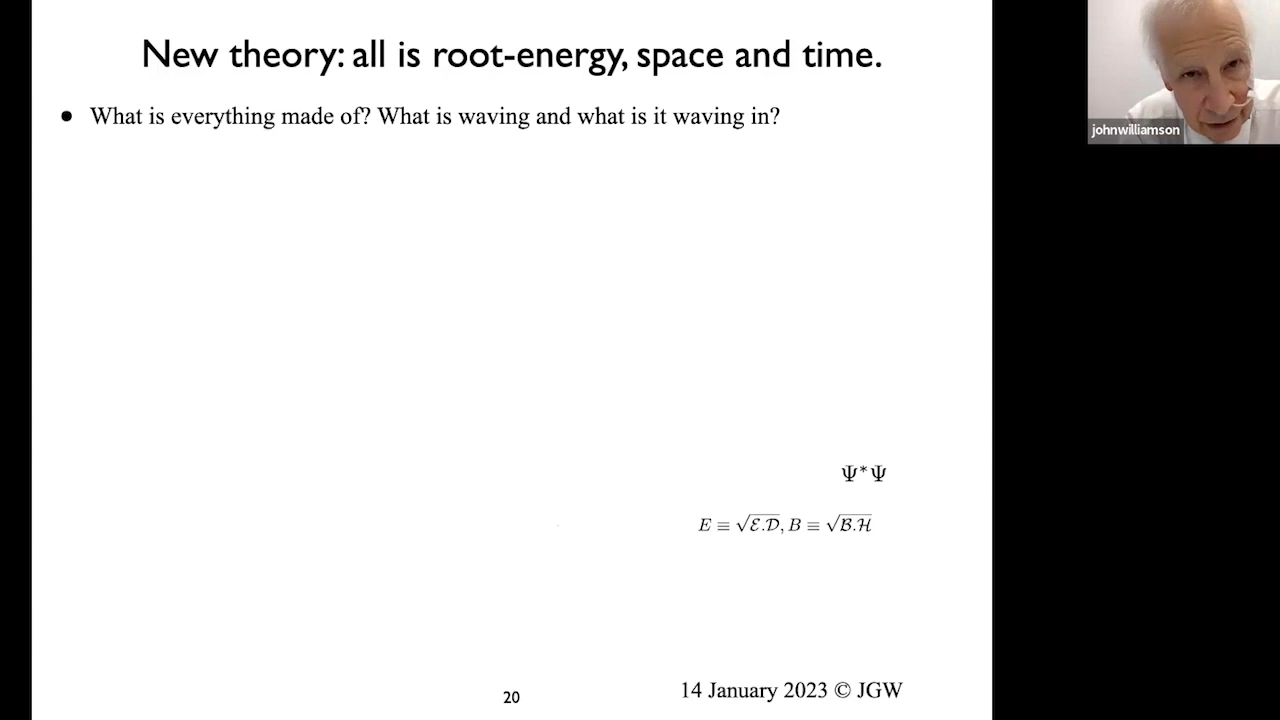 New theory: all is root-energy, space and time.
• What is everything made of? What is waving and what is it waving in?
johnwilliamson
Ψ*Ψ
E ≡ √ℰ.𝒟, B ≡ √ℬ.ℋ
20
14 January 2023 © JGW